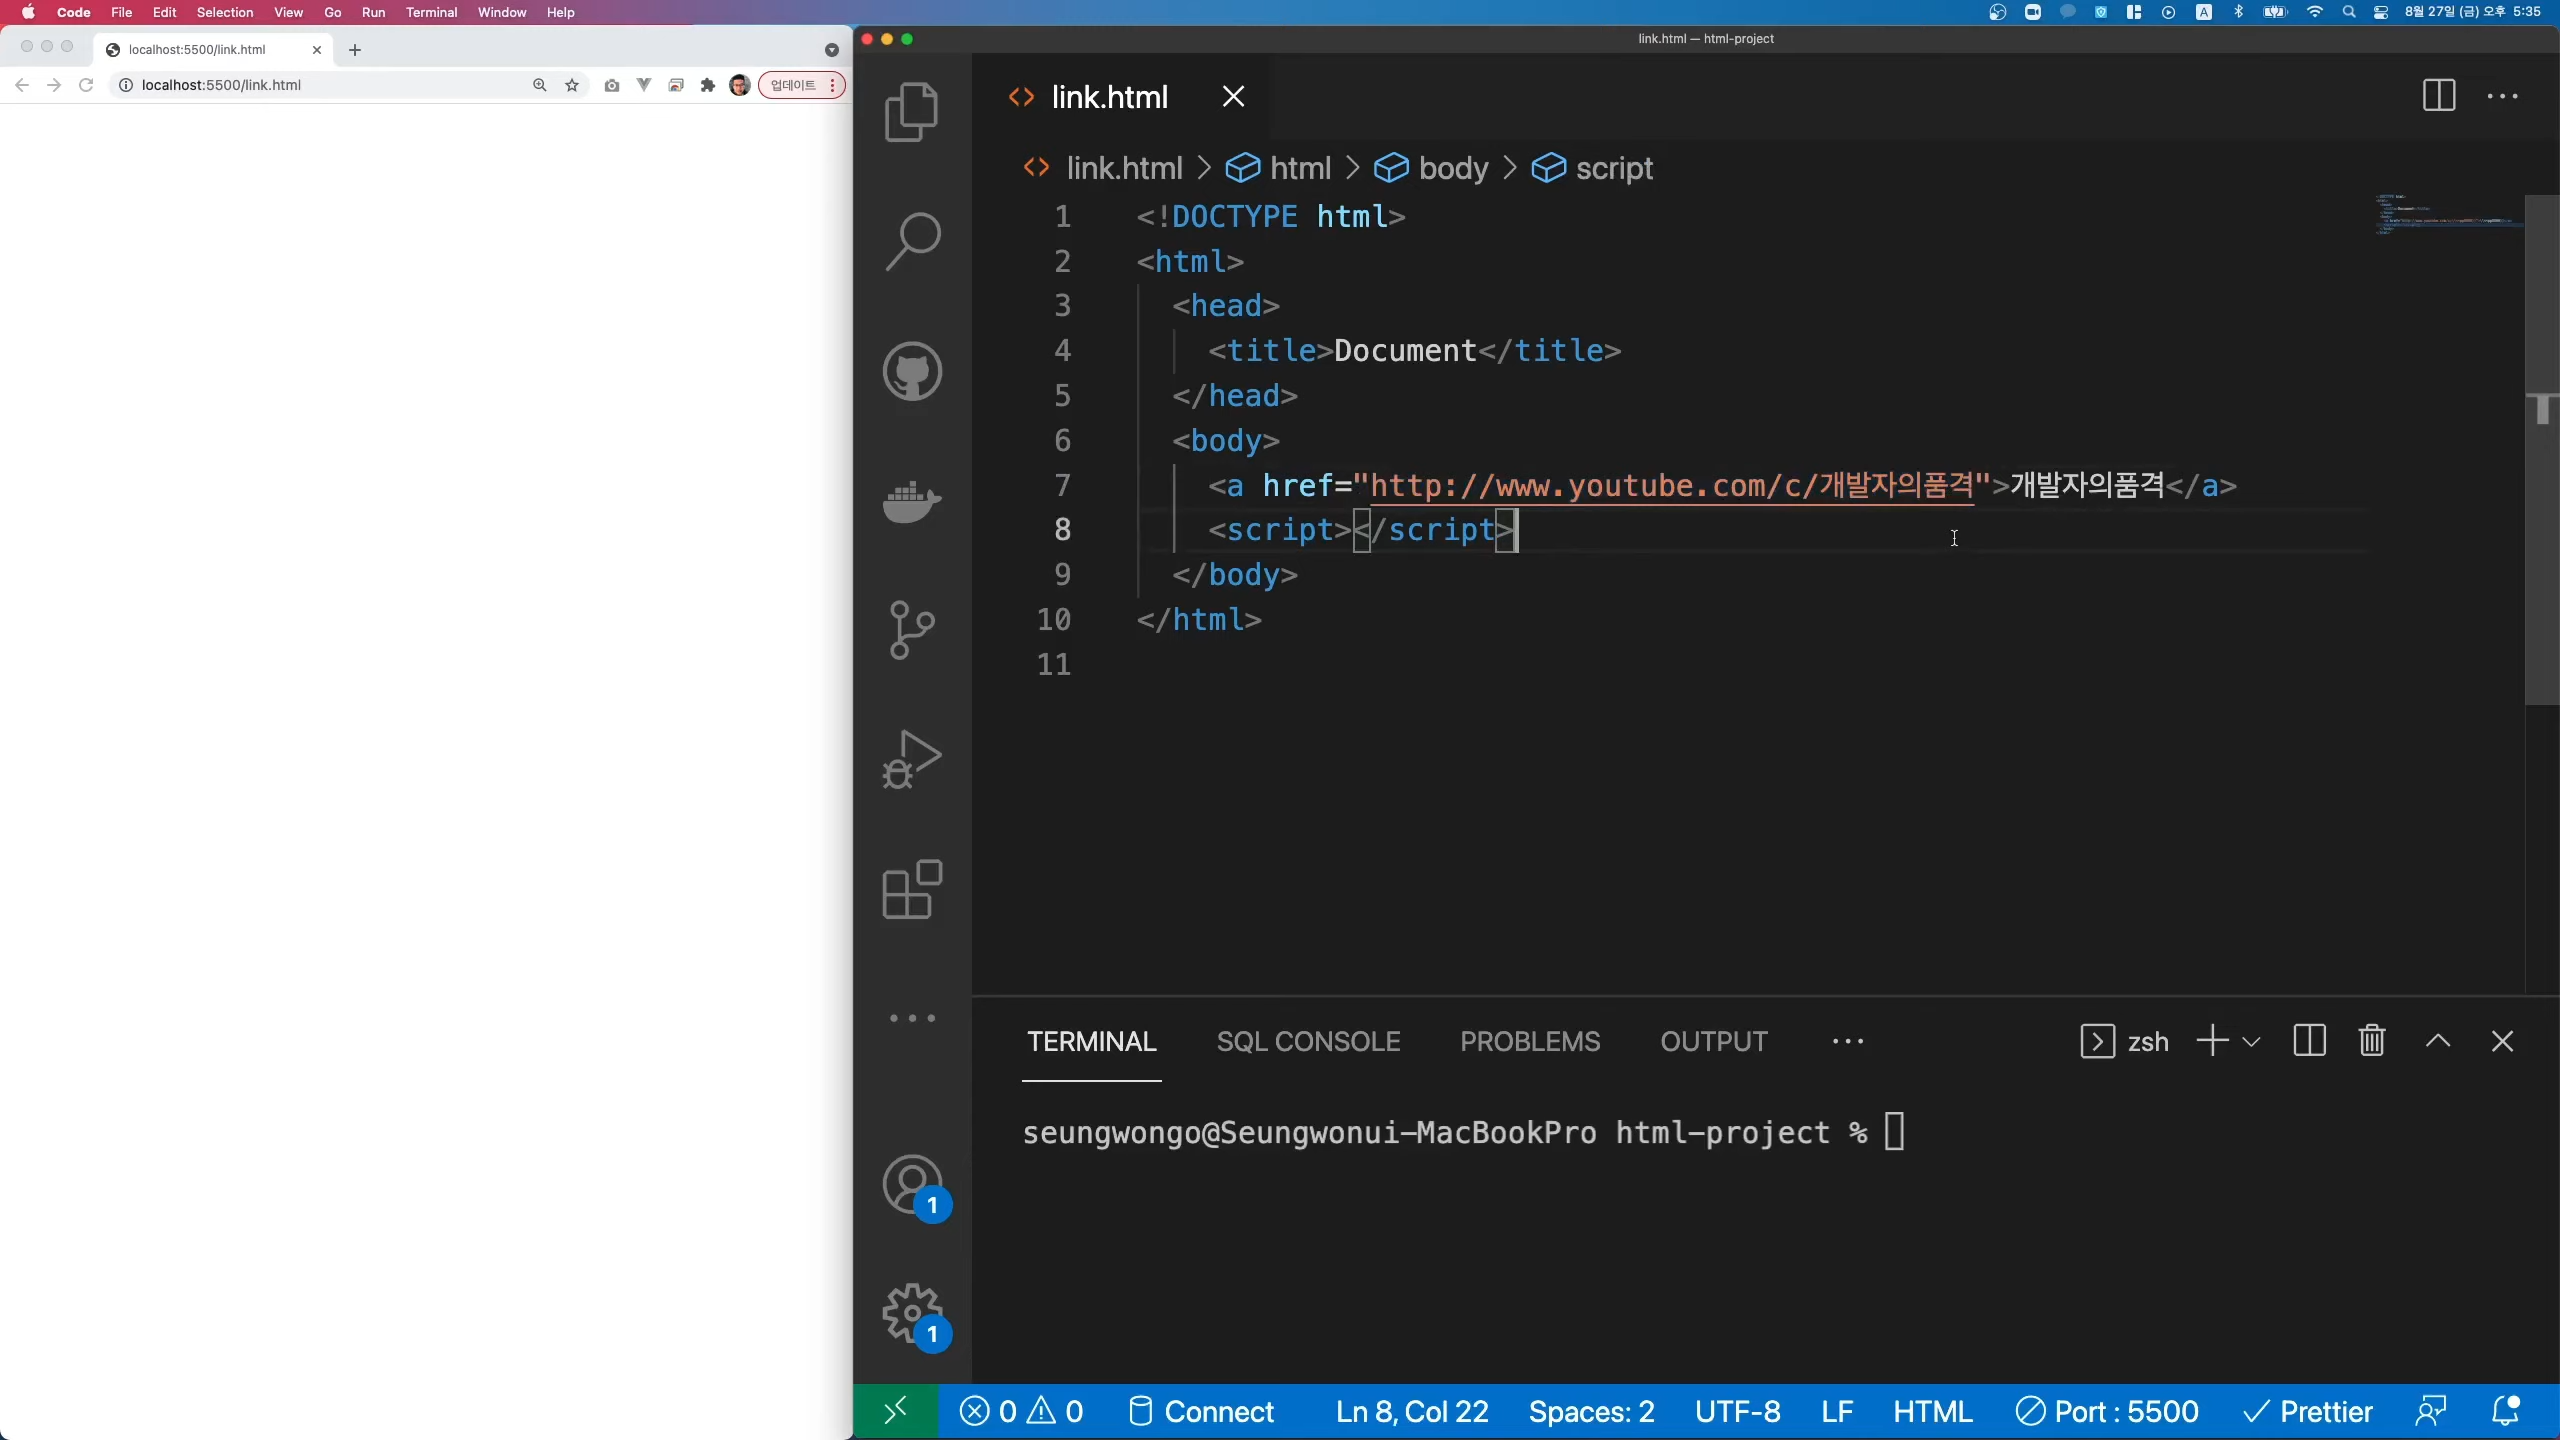 Code File Edit Selection View Go Run Terminal Window Help
A 8월 27일 (금) 오후 5:35
localhost:5500/link.html
localhost:5500/link.html
업데이트
link.html — html-project
link.html
link.html > html > body > script
1 <!DOCTYPE html>
2 <html>
3 <head>
4 <title>Document</title>
5 </head>
6 <body>
7 <a href="http://www.youtube.com/c/개발자의품격">개발자의품격</a>
8 <script></script>
9 </body>
10 </html>
11
TERMINAL SQL CONSOLE PROBLEMS OUTPUT ··· zsh
seungwongo@Seungwonui-MacBookPro html-project %
1
1
0 0 Connect Ln 8, Col 22 Spaces: 2 UTF-8 LF HTML Port : 5500 Prettier